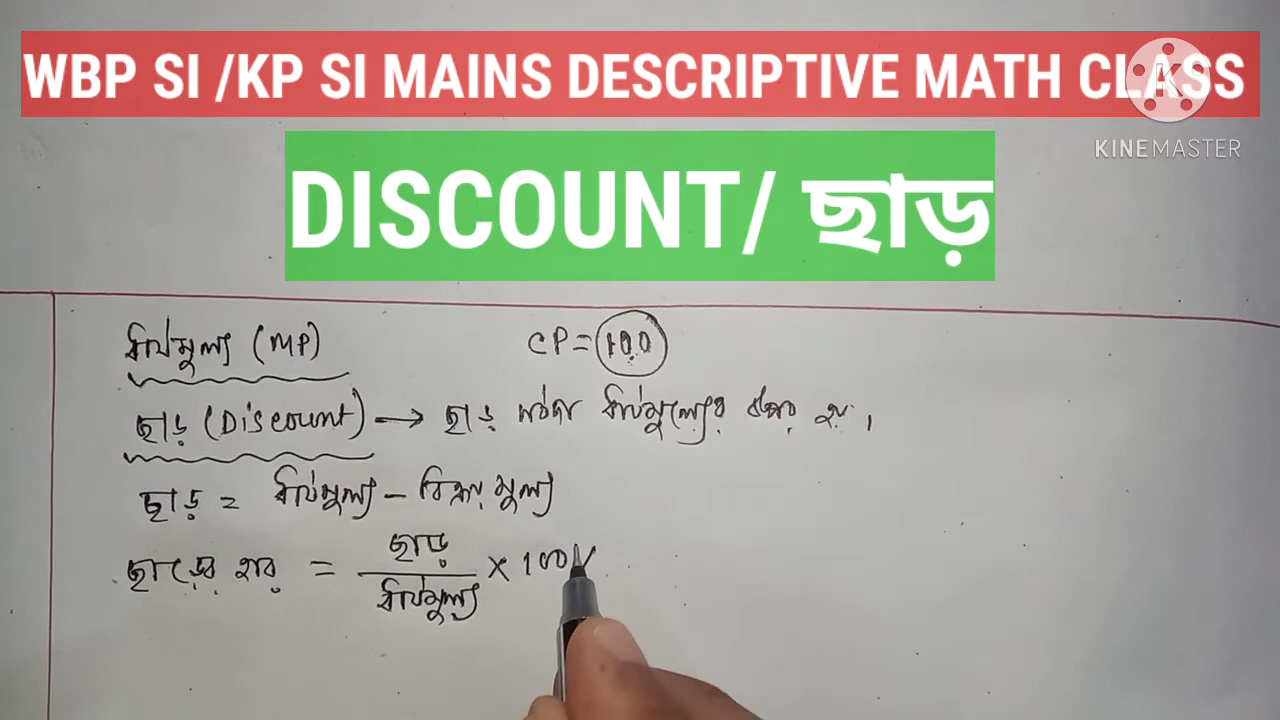 WBP SI /KP SI MAINS DESCRIPTIVE MATH CLASS
KINEMASTER
DISCOUNT/ ছাড়
ধার্যমূল্য (MP) CP = 100
ছাড় (Discount) → ছাড় সর্বদা ধার্যমূল্যের উপর হয়।
ছাড় = ধার্যমূল্য - বিক্রয়মূল্য
ছাড়ের হার = ছাড় / ধার্যমূল্য × 100